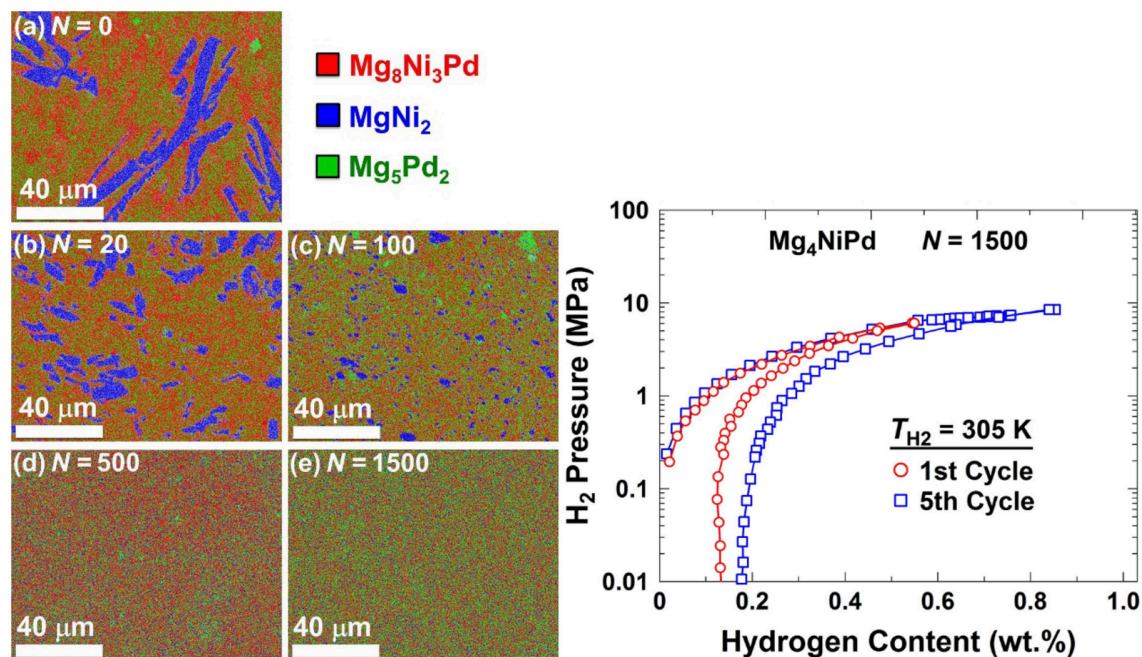 (a) N = 0
40 μm
Mg₈Ni₃Pd
MgNi₂
Mg₅Pd₂
(b) N = 20
40 μm
(c) N = 100
40 μm
(d) N = 500
40 μm
(e) N = 1500
40 μm
H₂ Pressure (MPa)
100
10
1
0.1
0.01
Mg₄NiPd N = 1500
T_H2 = 305 K
1st Cycle
5th Cycle
0 0.2 0.4 0.6 0.8 1.0
Hydrogen Content (wt.%)